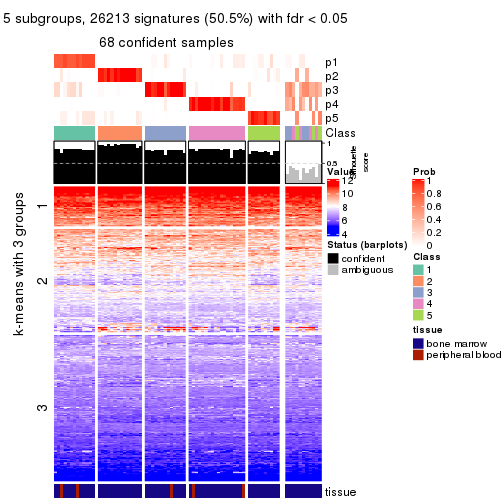 5 subgroups, 26213 signatures (50.5%) with fdr < 0.05
68 confident samples
p1
p2
p3
p4
p5
Class
1
0.5
0
silhouette
score
k-means with 3 groups
1
2
3
tissue
Value
12
10
8
6
4
Status (barplots)
confident
ambiguous
Prob
1
0.8
0.6
0.4
0.2
0
Class
1
2
3
4
5
tissue
bone marrow
peripheral blood